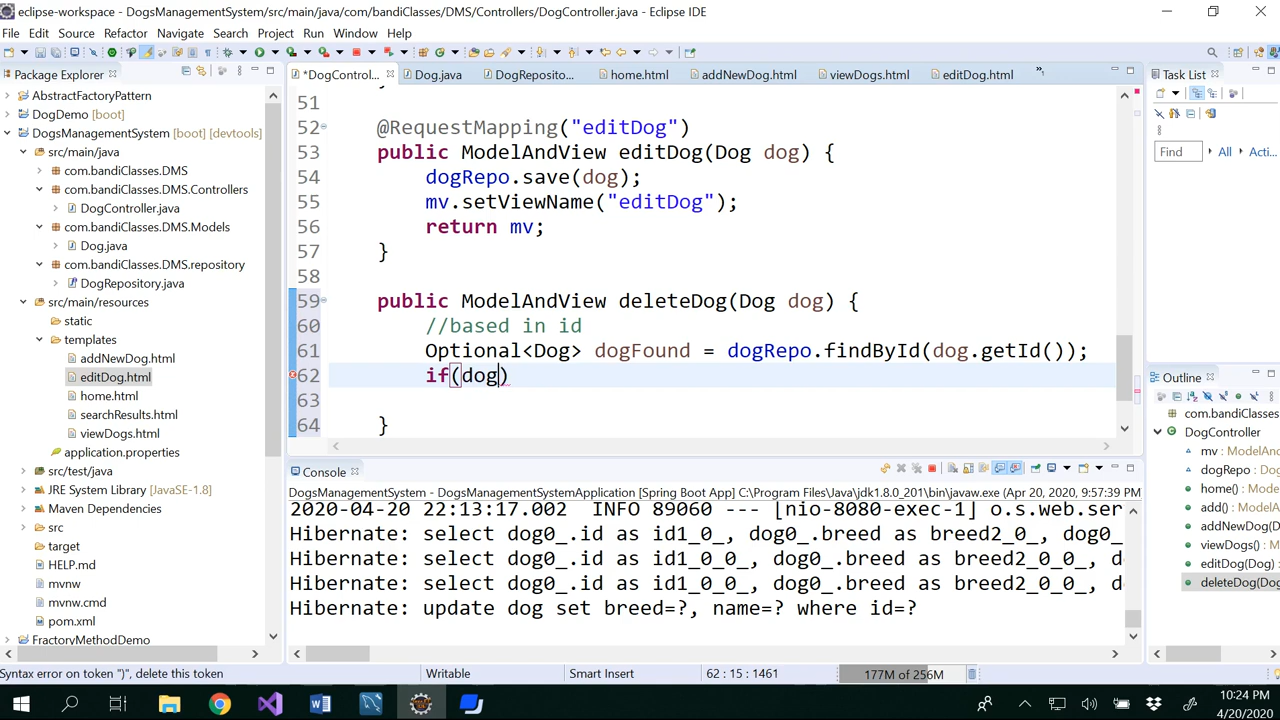 eclipse-workspace - DogsManagementSystem/src/main/java/com/bandiClasses/DMS/Controllers/DogController.java - Eclipse IDE
File Edit Source Refactor Navigate Search Project Run Window Help
Package Explorer
*DogControl... Dog.java DogReposito... home.html addNewDog.html viewDogs.html editDog.html
Task List
AbstractFactoryPattern
DogDemo [boot]
DogsManagementSystem [boot] [devtools]
src/main/java
com.bandiClasses.DMS
com.bandiClasses.DMS.Controllers
DogController.java
com.bandiClasses.DMS.Models
Dog.java
com.bandiClasses.DMS.repository
DogRepository.java
src/main/resources
static
templates
addNewDog.html
editDog.html
home.html
searchResults.html
viewDogs.html
application.properties
src/test/java
JRE System Library [JavaSE-1.8]
Maven Dependencies
src
target
HELP.md
mvnw
mvnw.cmd
pom.xml
FractoryMethodDemo
51
52 @RequestMapping("editDog")
53 public ModelAndView editDog(Dog dog) {
54 dogRepo.save(dog);
55 mv.setViewName("editDog");
56 return mv;
57 }
58
59 public ModelAndView deleteDog(Dog dog) {
60 //based in id
61 Optional<Dog> dogFound = dogRepo.findById(dog.getId());
62 if(dog)
63
64 }
Find All Acti...
Outline
com.bandiClasses
DogController
mv : ModelAn
dogRepo : Do
home() : Mode
add() : ModelA
addNewDog(D
viewDogs() : M
editDog(Dog) :
deleteDog(Dog
Console
DogsManagementSystem - DogsManagementSystemApplication [Spring Boot App] C:\Program Files\Java\jdk1.8.0_201\bin\javaw.exe (Apr 20, 2020, 9:57:39 PM
2020-04-20 22:13:17.002 INFO 89060 --- [nio-8080-exec-1] o.s.web.ser
Hibernate: select dog0_.id as id1_0_, dog0_.breed as breed2_0_, dog0_
Hibernate: select dog0_.id as id1_0_0_, dog0_.breed as breed2_0_0_, d
Hibernate: select dog0_.id as id1_0_0_, dog0_.breed as breed2_0_0_, d
Hibernate: update dog set breed=?, name=? where id=?
Syntax error on token ")", delete this token Writable Smart Insert 62 : 15 : 1461 177M of 256M
10:24 PM
4/20/2020